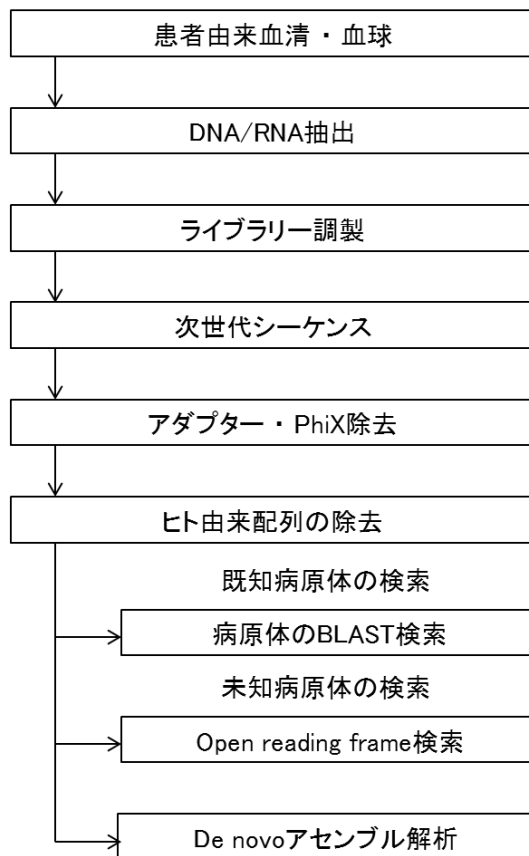 患者由来血清・血球
DNA/RNA抽出
ライブラリー調製
次世代シーケンス
アダプター・PhiX除去
ヒト由来配列の除去
既知病原体の検索
病原体のBLAST検索
未知病原体の検索
Open reading frame検索
De novoアセンブル解析